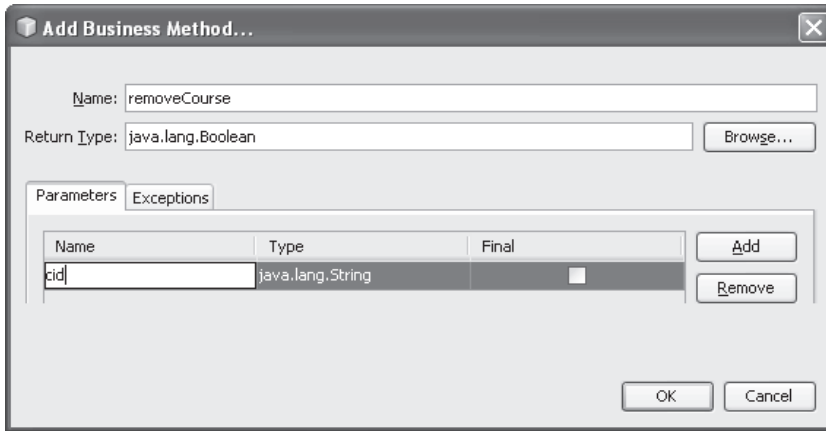 Add Business Method...
Name: removeCourse
Return Type: java.lang.Boolean Browse...
Parameters Exceptions
Name Type Final Add
cid java.lang.String Remove
OK Cancel